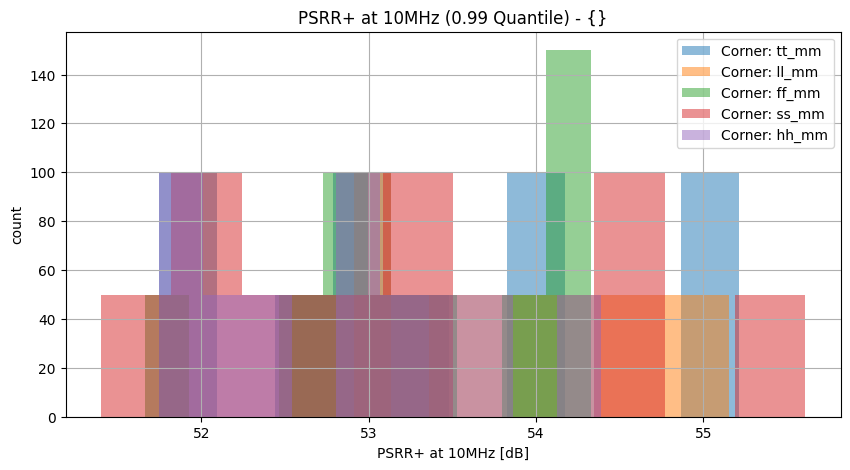 PSRR+ at 10MHz (0.99 Quantile) - {}
Corner: tt_mm
Corner: ll_mm
Corner: ff_mm
Corner: ss_mm
Corner: hh_mm
140
120
100
80
60
40
20
0
count
52 53 54 55
PSRR+ at 10MHz [dB]